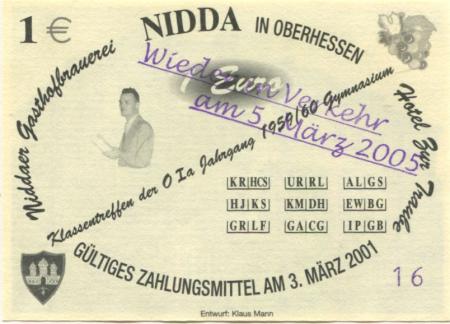 1 €
NIDDA IN OBERHESSEN
Niddaer Gasthofbrauerei
1 Euro
Wieder im Verkehr
am 5. März 2005
Klassentreffen der O I a Jahrgang 1959/60 Gymnasium
Hotel Zur Traube
KR|HCS UR|RL AL|GS
HJ|KS KM|DH EW|BG
GR|LF GA|CG IP|GB
GÜLTIGES ZAHLUNGSMITTEL AM 3. MÄRZ 2001
16
Entwurf: Klaus Mann